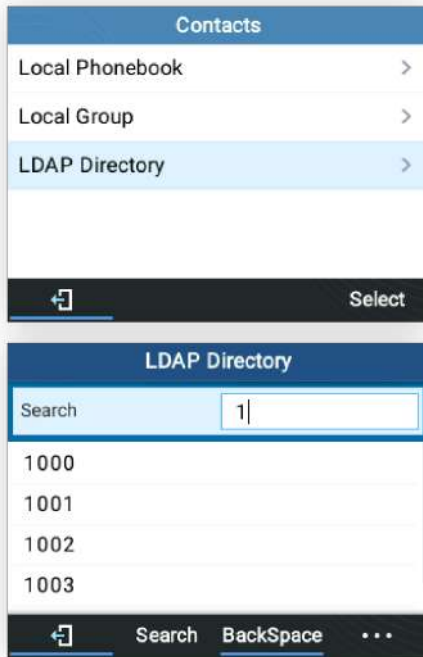 Contacts
Local Phonebook
Local Group
LDAP Directory
Select
LDAP Directory
Search 1
1000
1001
1002
1003
Search BackSpace ...